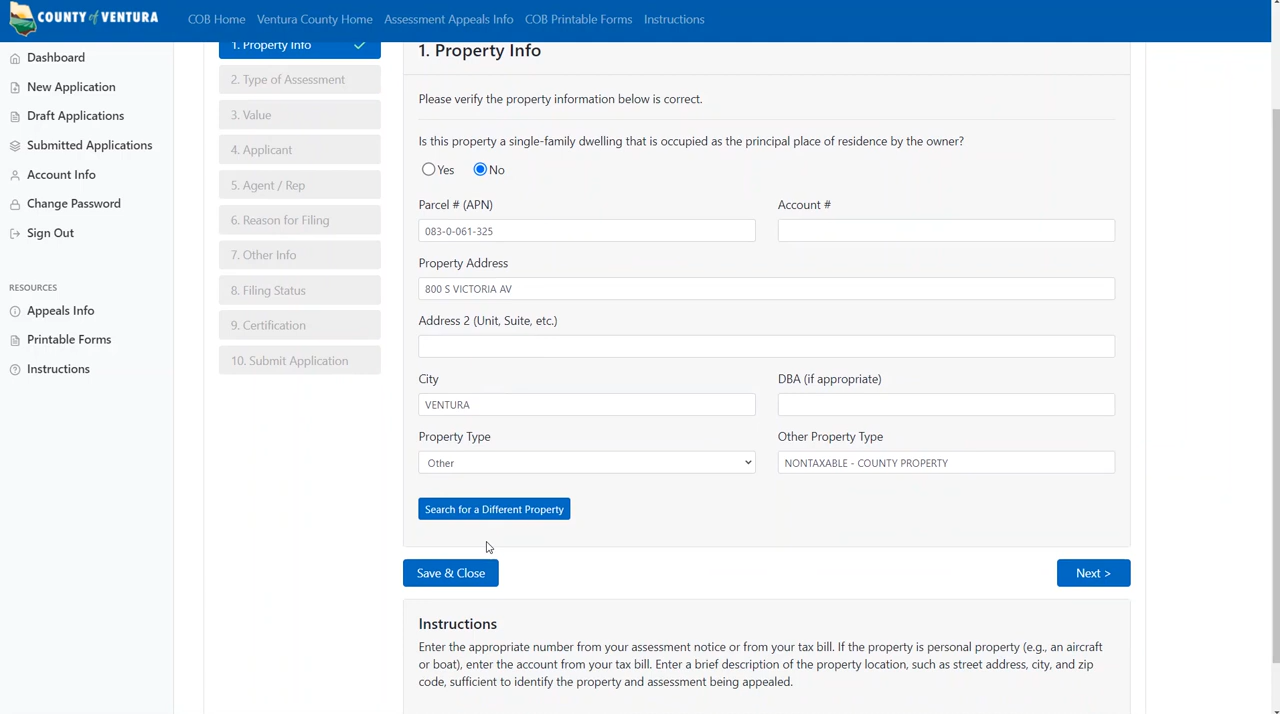 COUNTY of VENTURA
COB Home
Ventura County Home
Assessment Appeals Info
COB Printable Forms
Instructions
Dashboard
New Application
Draft Applications
Submitted Applications
Account Info
Change Password
Sign Out
RESOURCES
Appeals Info
Printable Forms
Instructions
1. Property Info
2. Type of Assessment
3. Value
4. Applicant
5. Agent / Rep
6. Reason for Filing
7. Other Info
8. Filing Status
9. Certification
10. Submit Application
1. Property Info
Please verify the property information below is correct.
Is this property a single-family dwelling that is occupied as the principal place of residence by the owner?
Yes
No
Parcel # (APN)
Account #
083-0-061-325
Property Address
800 S VICTORIA AV
Address 2 (Unit, Suite, etc.)
City
DBA (if appropriate)
VENTURA
Property Type
Other Property Type
Other
NONTAXABLE - COUNTY PROPERTY
Search for a Different Property
Save & Close
Next >
Instructions
Enter the appropriate number from your assessment notice or from your tax bill. If the property is personal property (e.g., an aircraft
or boat), enter the account from your tax bill. Enter a brief description of the property location, such as street address, city, and zip
code, sufficient to identify the property and assessment being appealed.